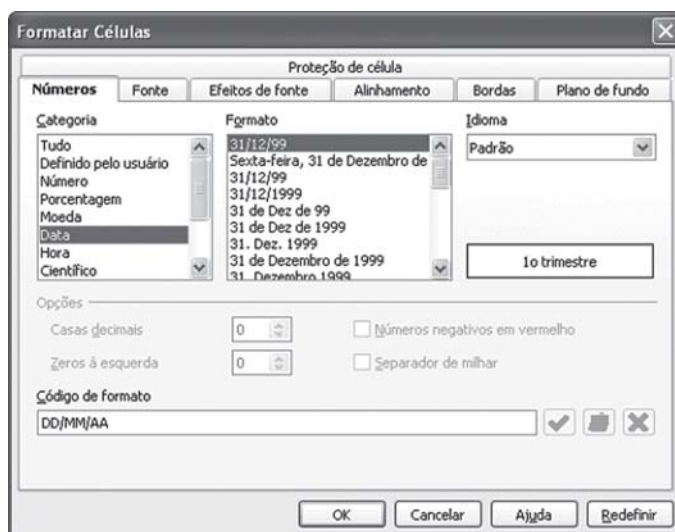 Formatar Células
Proteção de célula
Números
Fonte
Efeitos de fonte
Alinhamento
Bordas
Plano de fundo
Categoria
Tudo
Definido pelo usuário
Número
Porcentagem
Moeda
Data
Hora
Científico
Formato
31/12/99
Sexta-feira, 31 de Dezembro de
31/12/99
31/12/1999
31 de Dez de 99
31 de Dez de 1999
31. Dez. 1999
31 de Dezembro de 1999
31. Dezembro 1999
Idioma
Padrão
1o trimestre
Opções
Casas decimais
0
Números negativos em vermelho
Zeros à esquerda
0
Separador de milhar
Código de formato
DD/MM/AA
OK
Cancelar
Ajuda
Redefinir